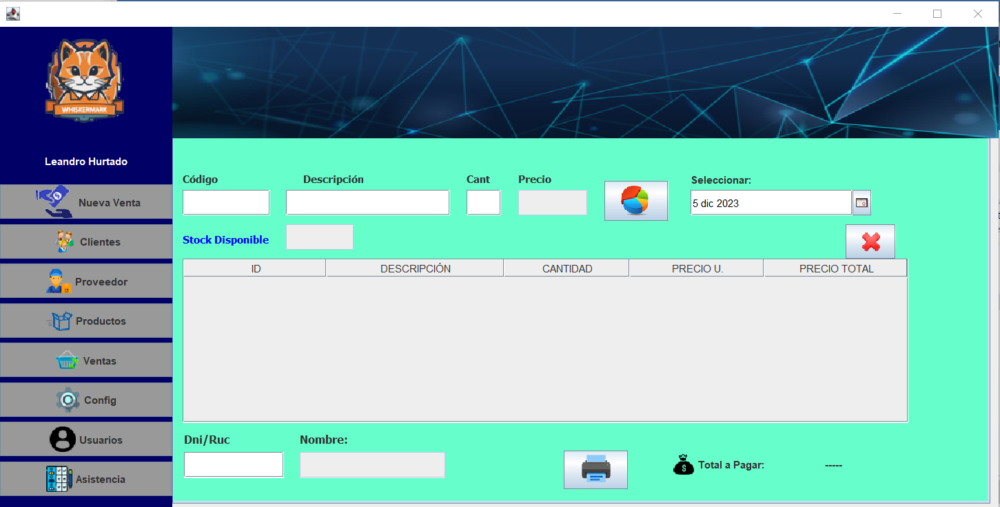 WHISKERMARK
Leandro Hurtado
Nueva Venta
Clientes
Proveedor
Productos
Ventas
Config
Usuarios
Asistencia
Código Descripción Cant Precio Seleccionar:
5 dic 2023
Stock Disponible
ID DESCRIPCIÓN CANTIDAD PRECIO U. PRECIO TOTAL
Dni/Ruc Nombre:
$ Total a Pagar: -----